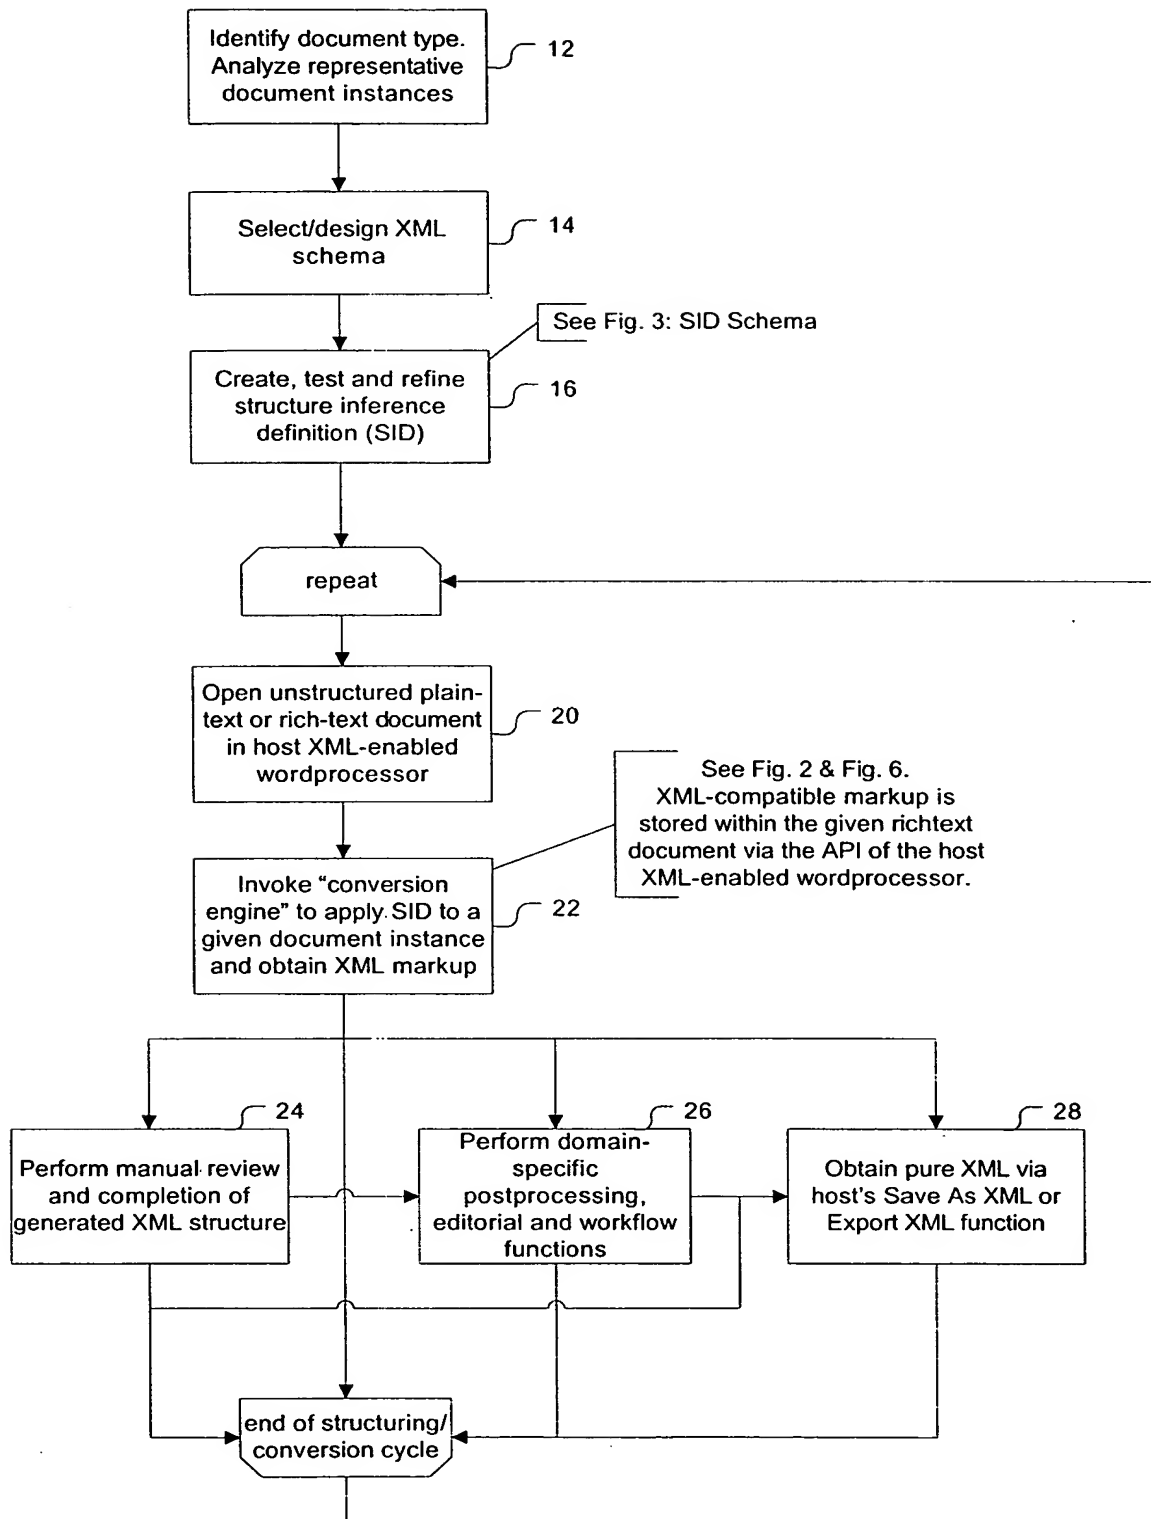 Identify document type.
Analyze representative
document instances
12
Select/design XML
schema
14
See Fig. 3: SID Schema
Create, test and refine
structure inference
definition (SID)
16
repeat
Open unstructured plain-
text or rich-text document
in host XML-enabled
wordprocessor
20
See Fig. 2 & Fig. 6.
XML-compatible markup is
stored within the given richtext
document via the API of the host
XML-enabled wordprocessor.
Invoke “conversion
engine” to apply SID to a
given document instance
and obtain XML markup
22
24
Perform manual review
and completion of
generated XML structure
26
Perform domain-
specific
postprocessing,
editorial and workflow
functions
28
Obtain pure XML via
host's Save As XML or
Export XML function
end of structuring/
conversion cycle